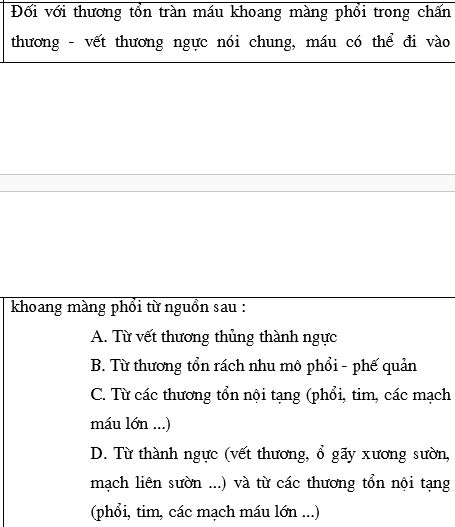 Đối với thương tổn tràn máu khoang màng phổi trong chấn
thương - vết thương ngực nói chung, máu có thể đi vào
khoang màng phổi từ nguồn sau :
A. Từ vết thương thủng thành ngực
B. Từ thương tổn rách nhu mô phổi - phế quản
C. Từ các thương tổn nội tạng (phổi, tim, các mạch
máu lớn ...)
D. Từ thành ngực (vết thương, ổ gãy xương sườn,
mạch liên sườn ...) và từ các thương tổn nội tạng
(phổi, tim, các mạch máu lớn ...)